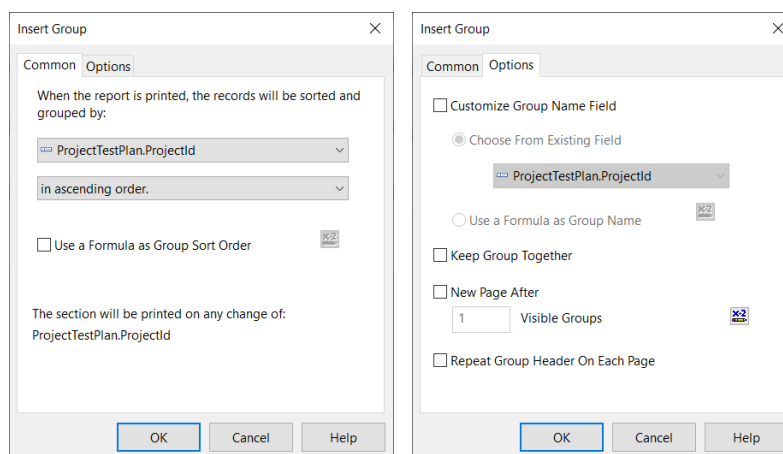 Insert Group
Common Options
When the report is printed, the records will be sorted and
grouped by:
ProjectTestPlan.ProjectId
in ascending order.
Use a Formula as Group Sort Order
x-2
The section will be printed on any change of:
ProjectTestPlan.ProjectId
OK Cancel Help
Insert Group
Common Options
Customize Group Name Field
Choose From Existing Field
ProjectTestPlan.ProjectId
Use a Formula as Group Name
x-2
Keep Group Together
New Page After
1 Visible Groups
x-2
Repeat Group Header On Each Page
OK Cancel Help